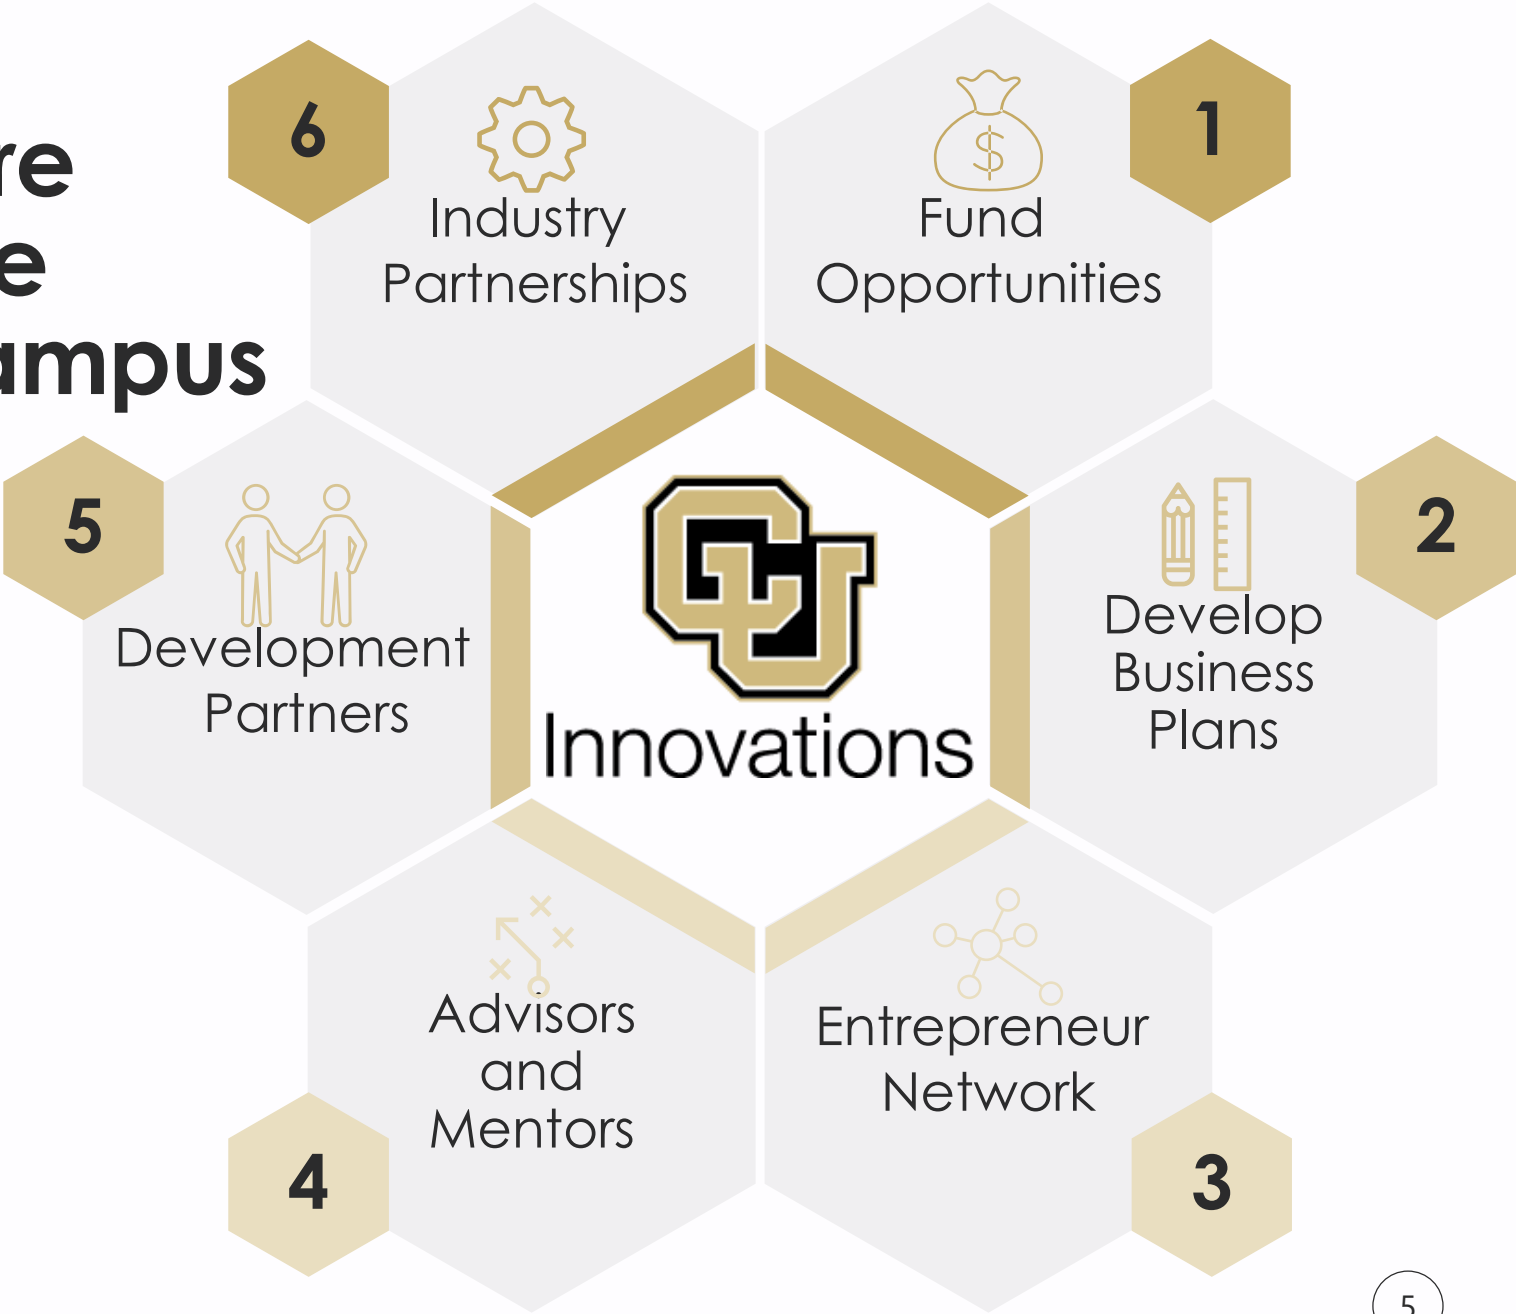 re
e
ampus
6
Industry
Partnerships
1
$
Fund
Opportunities
5
Development
Partners
CU
Innovations
2
Develop
Business
Plans
4
Advisors
and
Mentors
3
Entrepreneur
Network
5